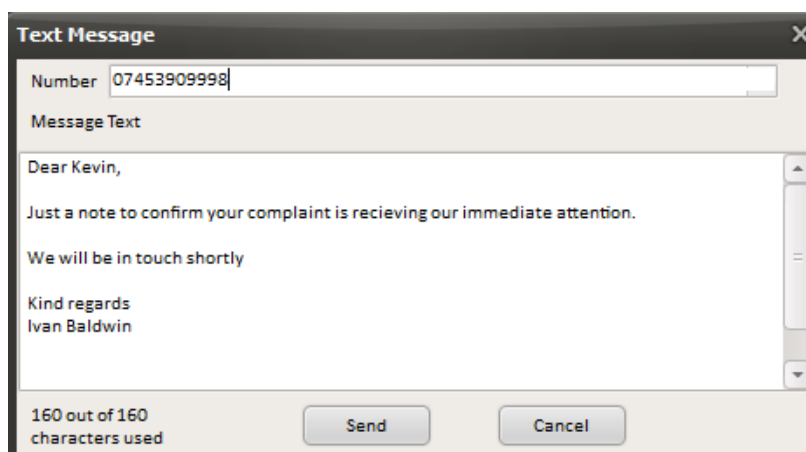 Text Message
Number 07453909998
Message Text
Dear Kevin,
Just a note to confirm your complaint is recieving our immediate attention.
We will be in touch shortly
Kind regards
Ivan Baldwin
160 out of 160
characters used
Send Cancel